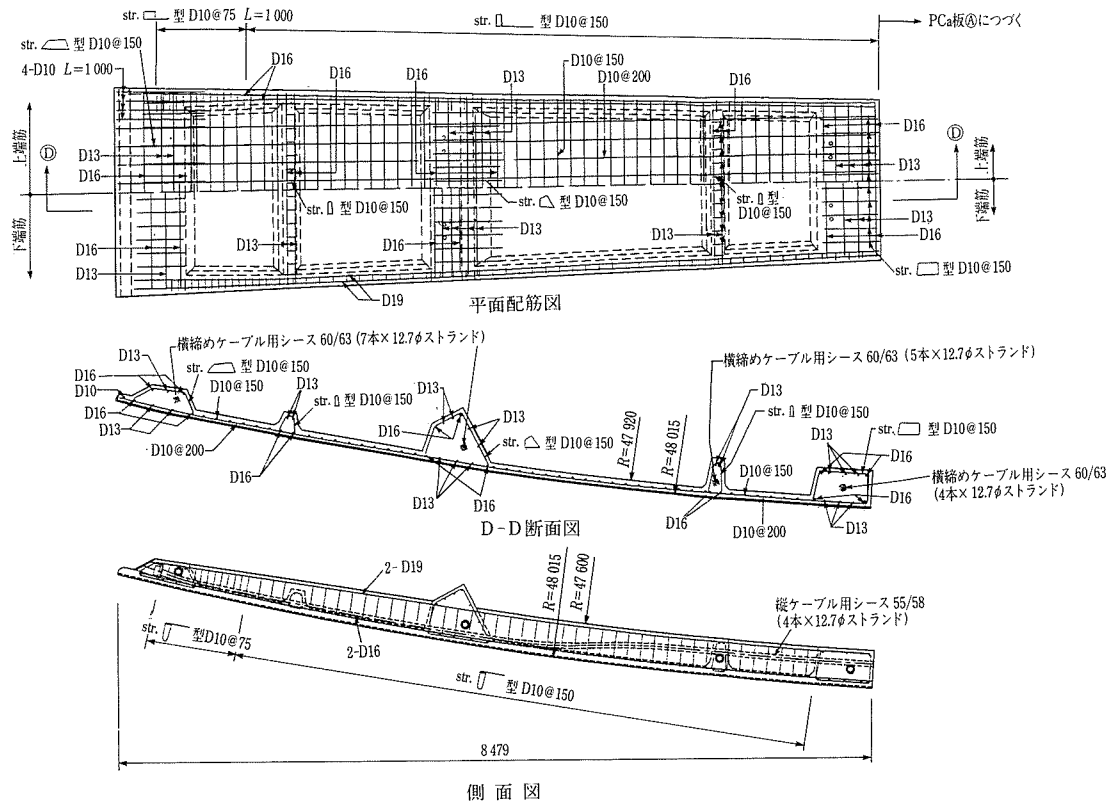 str. 型 D10@75 L=1 000
str. 型 D10@150
PCa板Ⓐにつづく
str. 型 D10@150
4-D10 L=1 000
D16
D16
D16
D13
D10@150
D10@200
D16
上端筋
Ⓓ
D13
D16
D16
D13
Ⓓ
上端筋
下端筋
str. 型 D10@150
str. 型 D10@150
str. 型
D10@150
下端筋
D16
D13
D13
D16
D13
D13
D13
D16
str. 型 D10@150
D19
平面配筋図
横締めケーブル用シース 60/63 (7本×12.7φストランド)
D13
str. 型 D10@150
横締めケーブル用シース 60/63 (5本×12.7φストランド)
D16
D10
D10@150
D13
D13
D13
str. 型 D10@150
str. 型 D10@150
D16
D13
D16
D13
str. 型 D10@150
R=47 920
R=48 015
D13
str. 型 D10@150
D16
D10@150
横締めケーブル用シース 60/63
(4本×12.7φストランド)
D10@200
D16
D13
D16
D16
D16
D10@200
D13
D-D断面図
2-D19
R=48 015
R=47 600
縦ケーブル用シース 55/58
(4本×12.7φストランド)
str. 型D10@75
2-D16
str. 型 D10@150
8 479
側面図